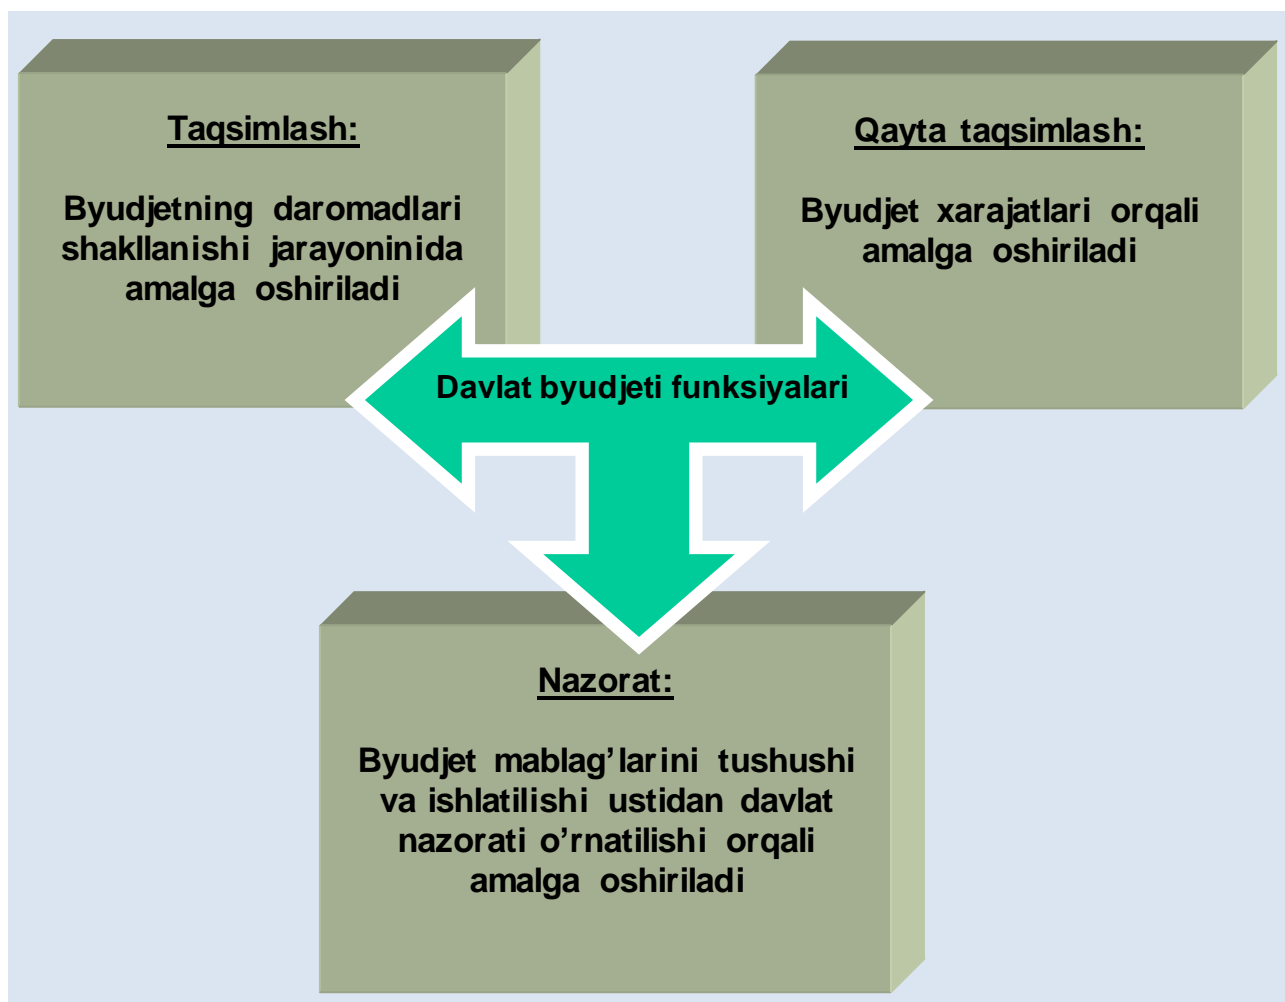 Taqsimlash:
Byudjetning daromadlari
shakllanishi jarayoninida
amalga oshiriladi
Qayta taqsimlash:
Byudjet xarajatlari orqali
amalga oshiriladi
Davlat byudjeti funksiyalari
Nazorat:
Byudjet mablag’larini tushushi
va ishlatilishi ustidan davlat
nazorati o’rnatilishi orqali
amalga oshiriladi